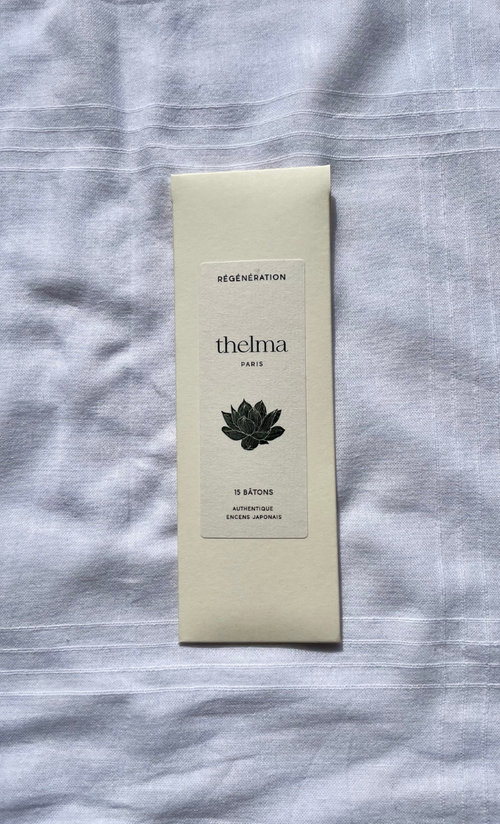 RÉGÉNÉRATION
thelma
PARIS
15 BÂTONS
AUTHENTIQUE
ENCENS JAPONAIS